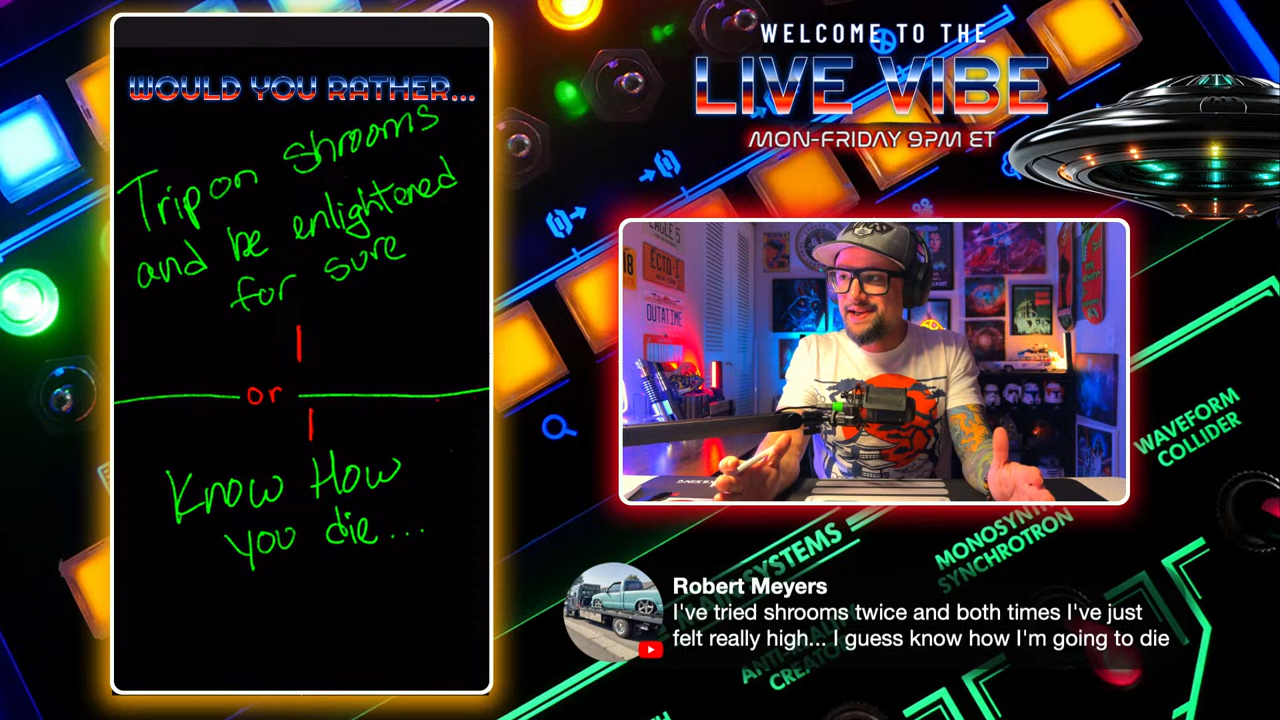 WOULD YOU RATHER...
Trip on shrooms
and be enlightened
for sure
or
Know How
you die...
WELCOME TO THE
LIVE VIBE
MON-FRIDAY 9PM ET
EAGLE 5
ECTO-1
OUTATIME
WAVEFORM
COLLIDER
MONOSYNTH
SYNCHROTRON
SYSTEMS
Robert Meyers
I've tried shrooms twice and both times I've just
felt really high... I guess know how I'm going to die